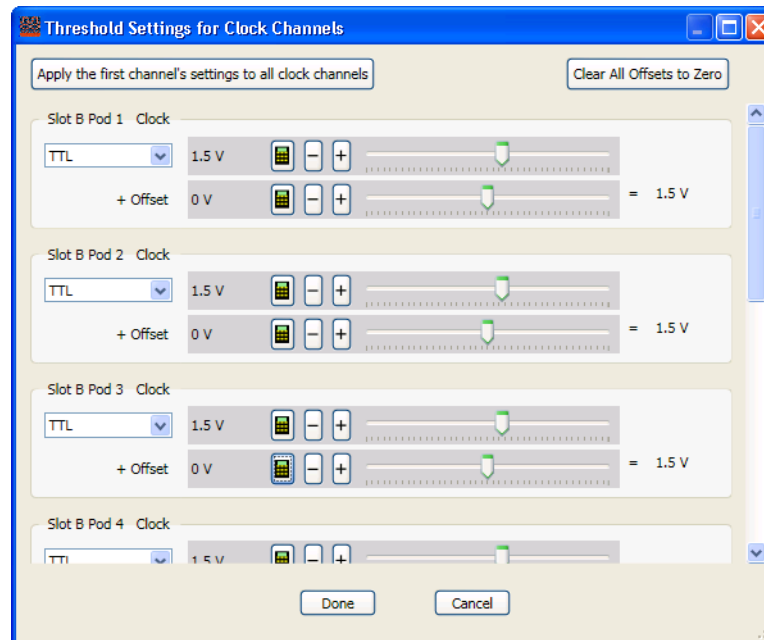 Threshold Settings for Clock Channels
Apply the first channel's settings to all clock channels
Clear All Offsets to Zero
Slot B Pod 1 Clock
TTL 1.5 V - +
+ Offset 0 V - + = 1.5 V
Slot B Pod 2 Clock
TTL 1.5 V - +
+ Offset 0 V - + = 1.5 V
Slot B Pod 3 Clock
TTL 1.5 V - +
+ Offset 0 V - + = 1.5 V
Slot B Pod 4 Clock
TTL 1.5 V - +
Done Cancel